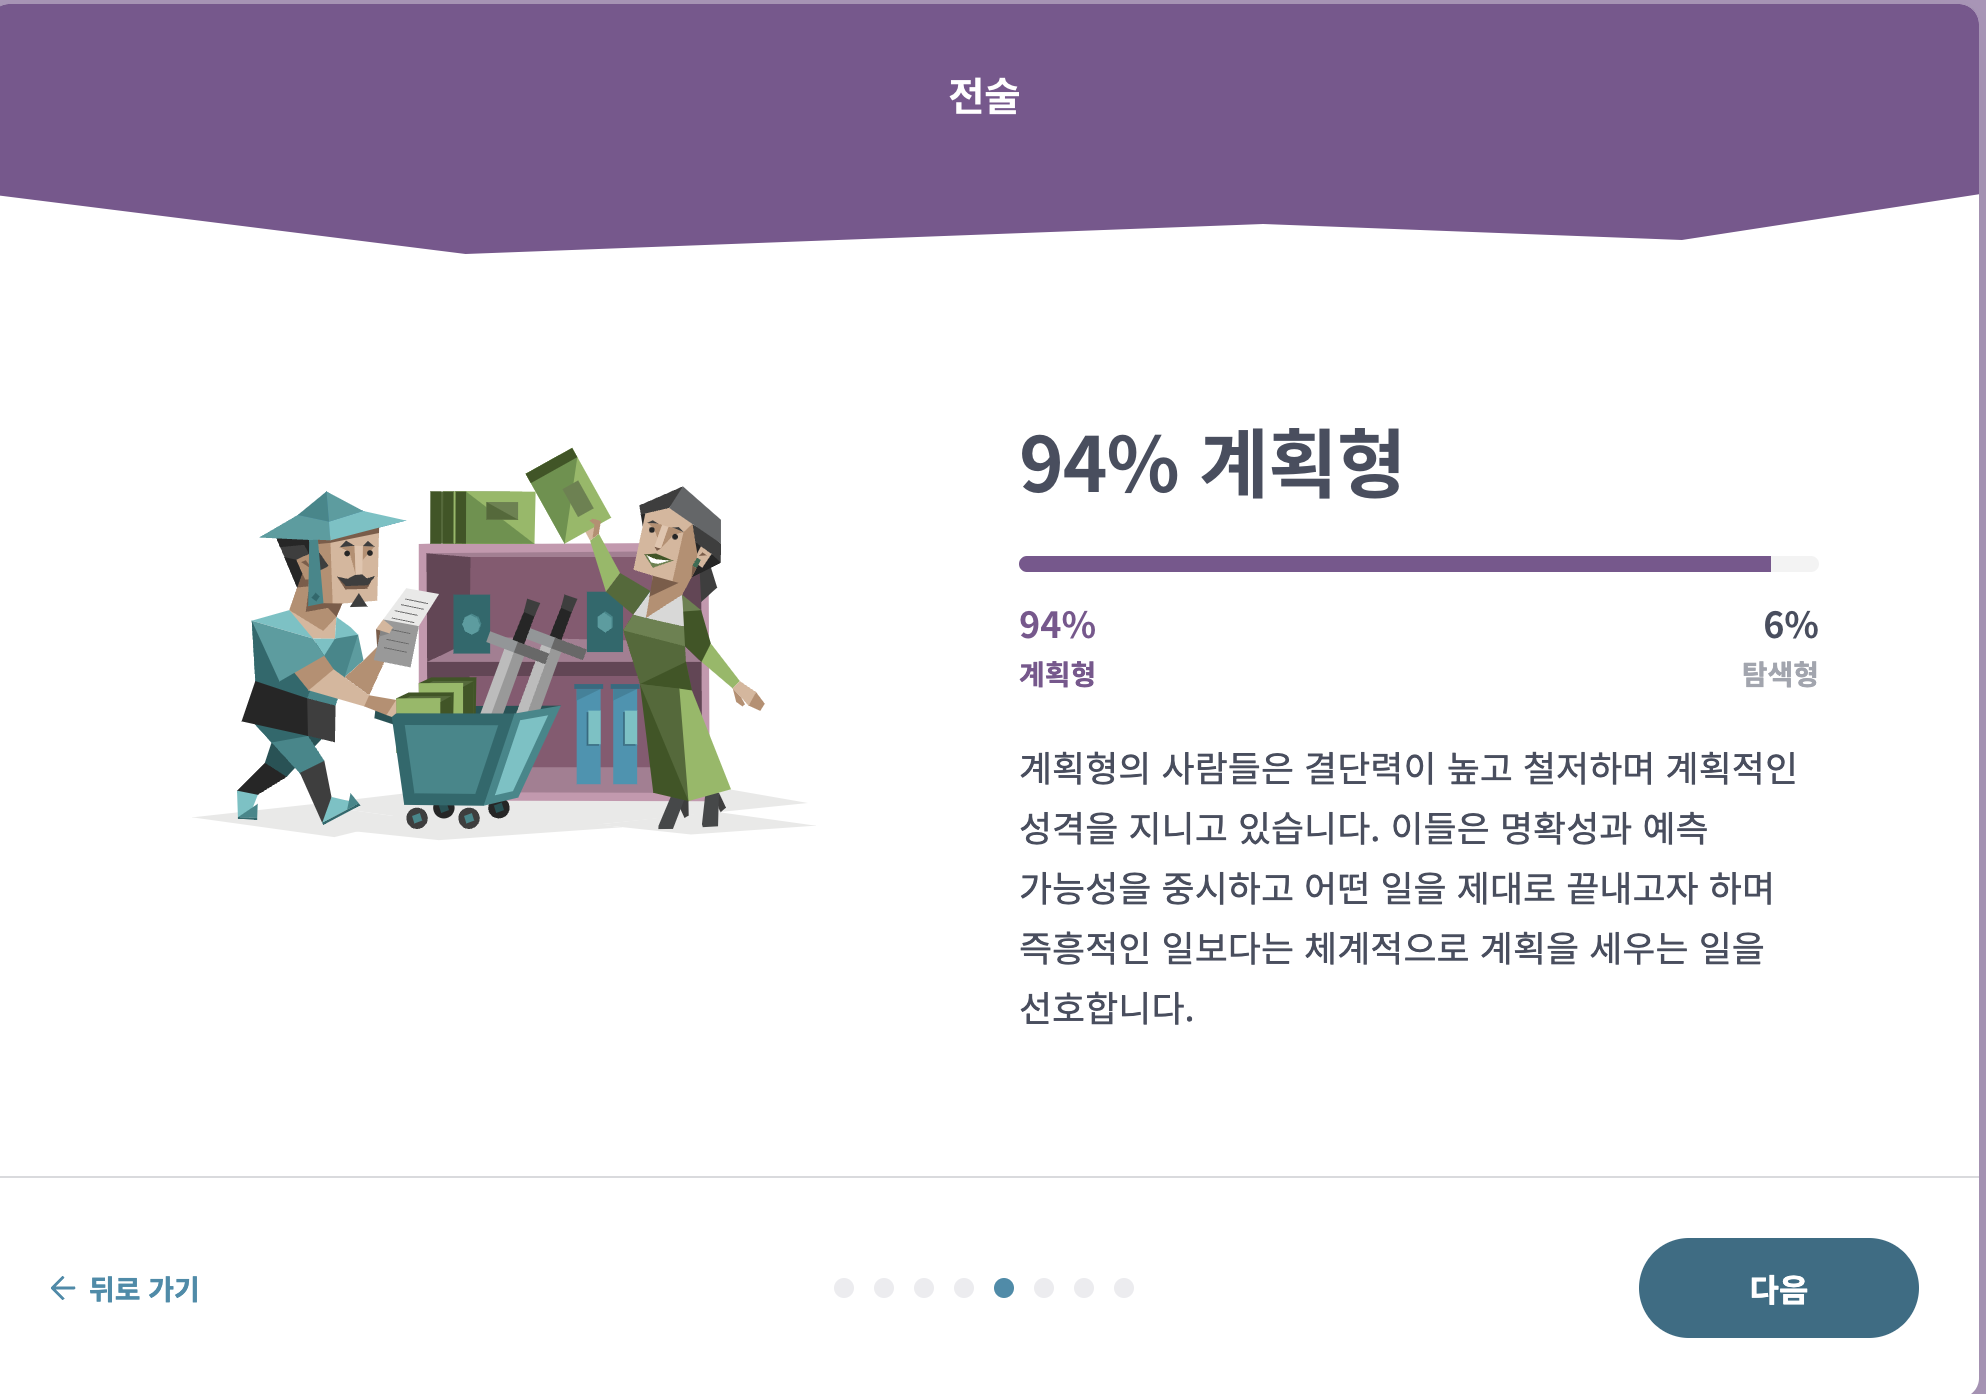 전술
94% 계획형
94%
6%
계획형
탐색형
계획형의 사람들은 결단력이 높고 철저하며 계획적인
성격을 지니고 있습니다. 이들은 명확성과 예측
가능성을 중시하고 어떤 일을 제대로 끝내고자 하며
즉흥적인 일보다는 체계적으로 계획을 세우는 일을
선호합니다.
← 뒤로 가기
다음